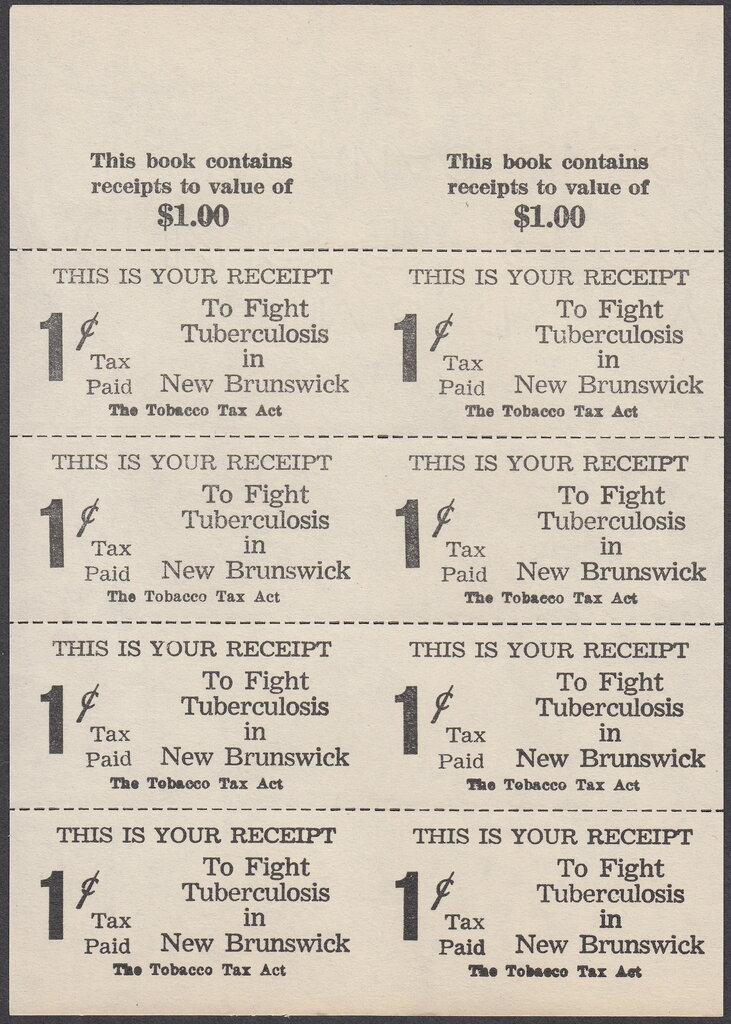 This book contains
receipts to value of
$1.00
This book contains
receipts to value of
$1.00
THIS IS YOUR RECEIPT
1¢ Tax Paid
To Fight
Tuberculosis
in
New Brunswick
The Tobacco Tax Act
THIS IS YOUR RECEIPT
1¢ Tax Paid
To Fight
Tuberculosis
in
New Brunswick
The Tobacco Tax Act
THIS IS YOUR RECEIPT
1¢ Tax Paid
To Fight
Tuberculosis
in
New Brunswick
The Tobacco Tax Act
THIS IS YOUR RECEIPT
1¢ Tax Paid
To Fight
Tuberculosis
in
New Brunswick
The Tobacco Tax Act
THIS IS YOUR RECEIPT
1¢ Tax Paid
To Fight
Tuberculosis
in
New Brunswick
The Tobacco Tax Act
THIS IS YOUR RECEIPT
1¢ Tax Paid
To Fight
Tuberculosis
in
New Brunswick
The Tobacco Tax Act
THIS IS YOUR RECEIPT
1¢ Tax Paid
To Fight
Tuberculosis
in
New Brunswick
The Tobacco Tax Act
THIS IS YOUR RECEIPT
1¢ Tax Paid
To Fight
Tuberculosis
in
New Brunswick
The Tobacco Tax Act